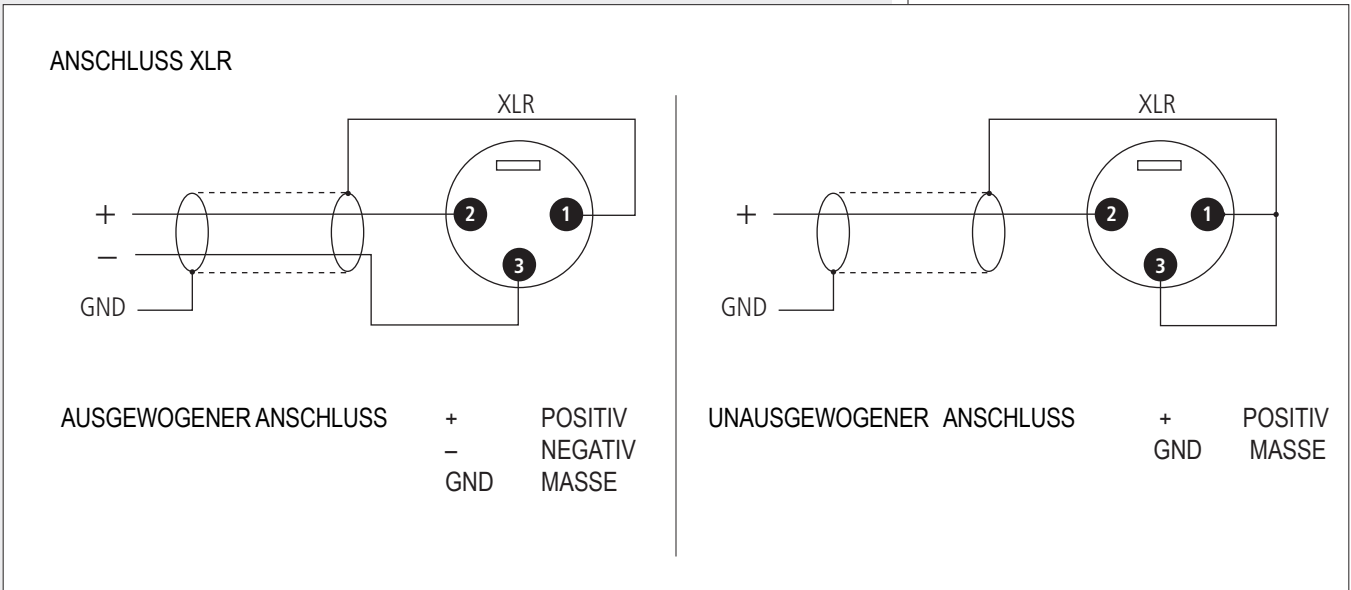 ANSCHLUSS XLR
XLR
2
1
3
+
–
GND
AUSGEWOGENER ANSCHLUSS
+ POSITIV
– NEGATIV
GND MASSE
XLR
2
1
3
+
GND
UNAUSGEWOGENER ANSCHLUSS
+ POSITIV
GND MASSE